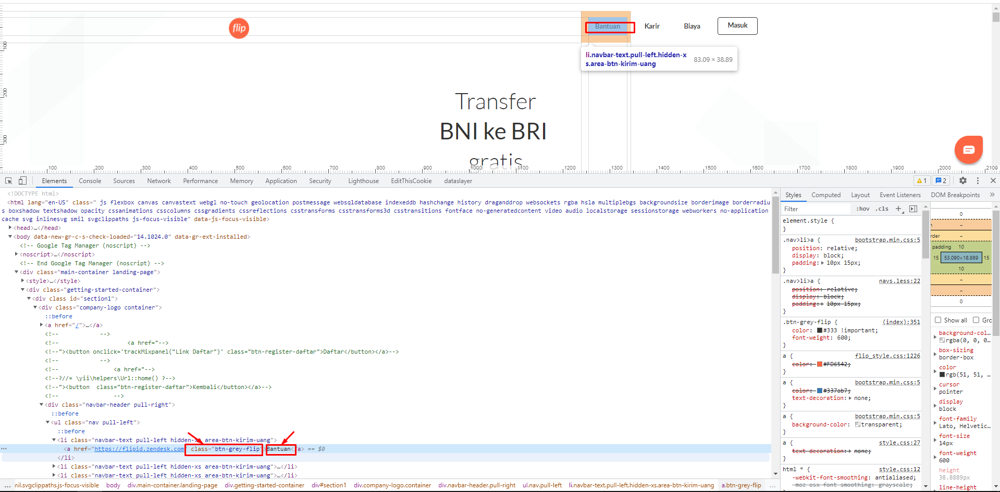 flip
Bantuan
Karir
Biaya
Masuk
li.navbar-text.pull-left.hidden-x
s.area-btn-kirim-uang
83.09 × 38.89
Transfer
BNI ke BRI
gratis
100
200
300
100 200 300 400 500 600 700 800 900 1000 1100 1200 1300 1400 1500 1600 1700 1800 1900 2000 2100
Elements Console Sources Network Performance Memory Application Security Lighthouse EditThisCookie dataslayer 1 2
<!DOCTYPE html>
<html lang="en-US" class=" js flexbox canvas canvastext webgl no-touch geolocation postmessage websqldatabase indexeddb hashchange history draganddrop websockets rgba hsla multiplebgs backgroundsize borderimage borderradiu
s boxshadow textshadow opacity cssanimations csscolumns cssgradients cssreflections csstransforms csstransforms3d csstransitions fontface no-generatedcontent video audio localstorage sessionstorage webworkers no-application
cache svg inlinesvg smil svgclippaths js-focus-visible" data-js-focus-visible>
<head>…</head>
<body data-new-gr-c-s-check-loaded="14.1024.0" data-gr-ext-installed>
<!-- Google Tag Manager (noscript) -->
<noscript>…</noscript>
<!-- End Google Tag Manager (noscript) -->
<div class="main-container landing-page">
<style>…</style>
<div class="getting-started-container">
<div class id="section1">
<div class="company-logo container">
::before
<a href="/">…</a>
<!-- -->
<!-- <a href="-->
<!--"><button onclick='trackMixpanel("Link Daftar")' class="btn-register-daftar">Daftar</button></a>-->
<!-- -->
<!-- <a href="-->
<!--?//= \yii\helpers\Url::home() ?-->
<!--"><button class="btn-register-daftar">Kembali</button></a>-->
<!-- -->
<div class="navbar-header pull-right">
::before
<ul class="nav pull-left">
::before
<li class="navbar-text pull-left hidden-xs area-btn-kirim-uang">
… <a href="https://flipid.zendesk.com" class="btn-grey-flip">Bantuan</a> == $0
</li>
<li class="navbar-text pull-left hidden-xs area-btn-kirim-uang">…</li>
<li class="navbar-text pull-left hidden-xs area-btn-kirim-uang">…</li>
… nil.svgclippaths.js-focus-visible body div.main-container.landing-page div.getting-started-container div#section1 div.company-logo.container div.navbar-header.pull-right ul.nav.pull-left li.navbar-text.pull-left.hidden-xs.area-btn-kirim-uang a.btn-grey-flip …
Styles Computed Layout Event Listeners DOM Breakpoints »
Filter :hov .cls +
element.style {
}
.nav>li>a { bootstrap.min.css:5
position: relative;
display: block;
padding: 10px 15px;
}
.nav>li>a { navs.less:22
position: relative;
display: block;
padding: 10px 15px;
}
.btn-grey-flip { (index):351
color: #333 !important;
font-weight: 600;
}
a { flip_style.css:1226
color: #FD6542;
}
a { bootstrap.min.css:5
color: #337ab7;
text-decoration: none;
}
a { bootstrap.min.css:5
background-color: transparent;
}
a { style.css:27
text-decoration: none;
}
html * { style.css:12
-webkit-font-smoothing: antialiased;
-moz-osx-font-smoothing: grayscale;
0
n –
rder –
padding 10
15 53.090×18.889 15
10
–
–
0
Show all Gro
background-col…
rgba(0, 0, 0…
box-sizing
border-box
color
rgb(51, 51, …
cursor
pointer
display
block
font-family
Lato, Helvetic…
font-size
14px
font-weight
600
height
38.8889px
line-height